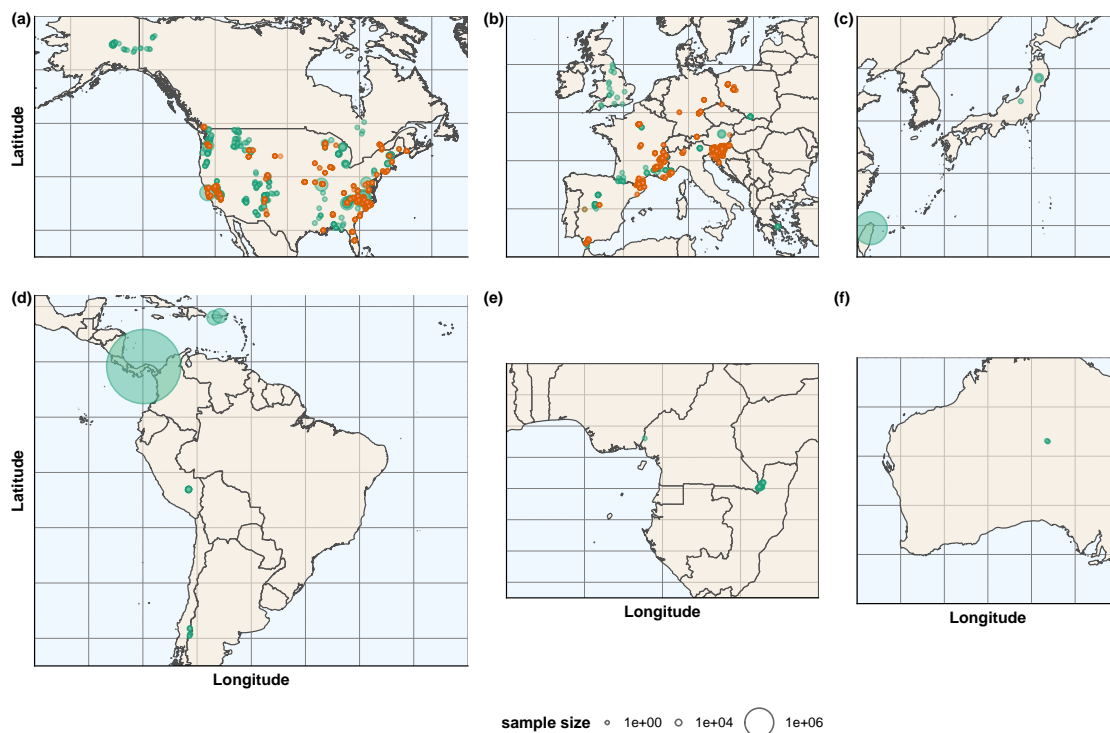 (a)
(b)
(c)
Latitude
(d)
(e)
(f)
Latitude
Longitude
Longitude
Longitude
sample size 1e+00 1e+04 1e+06